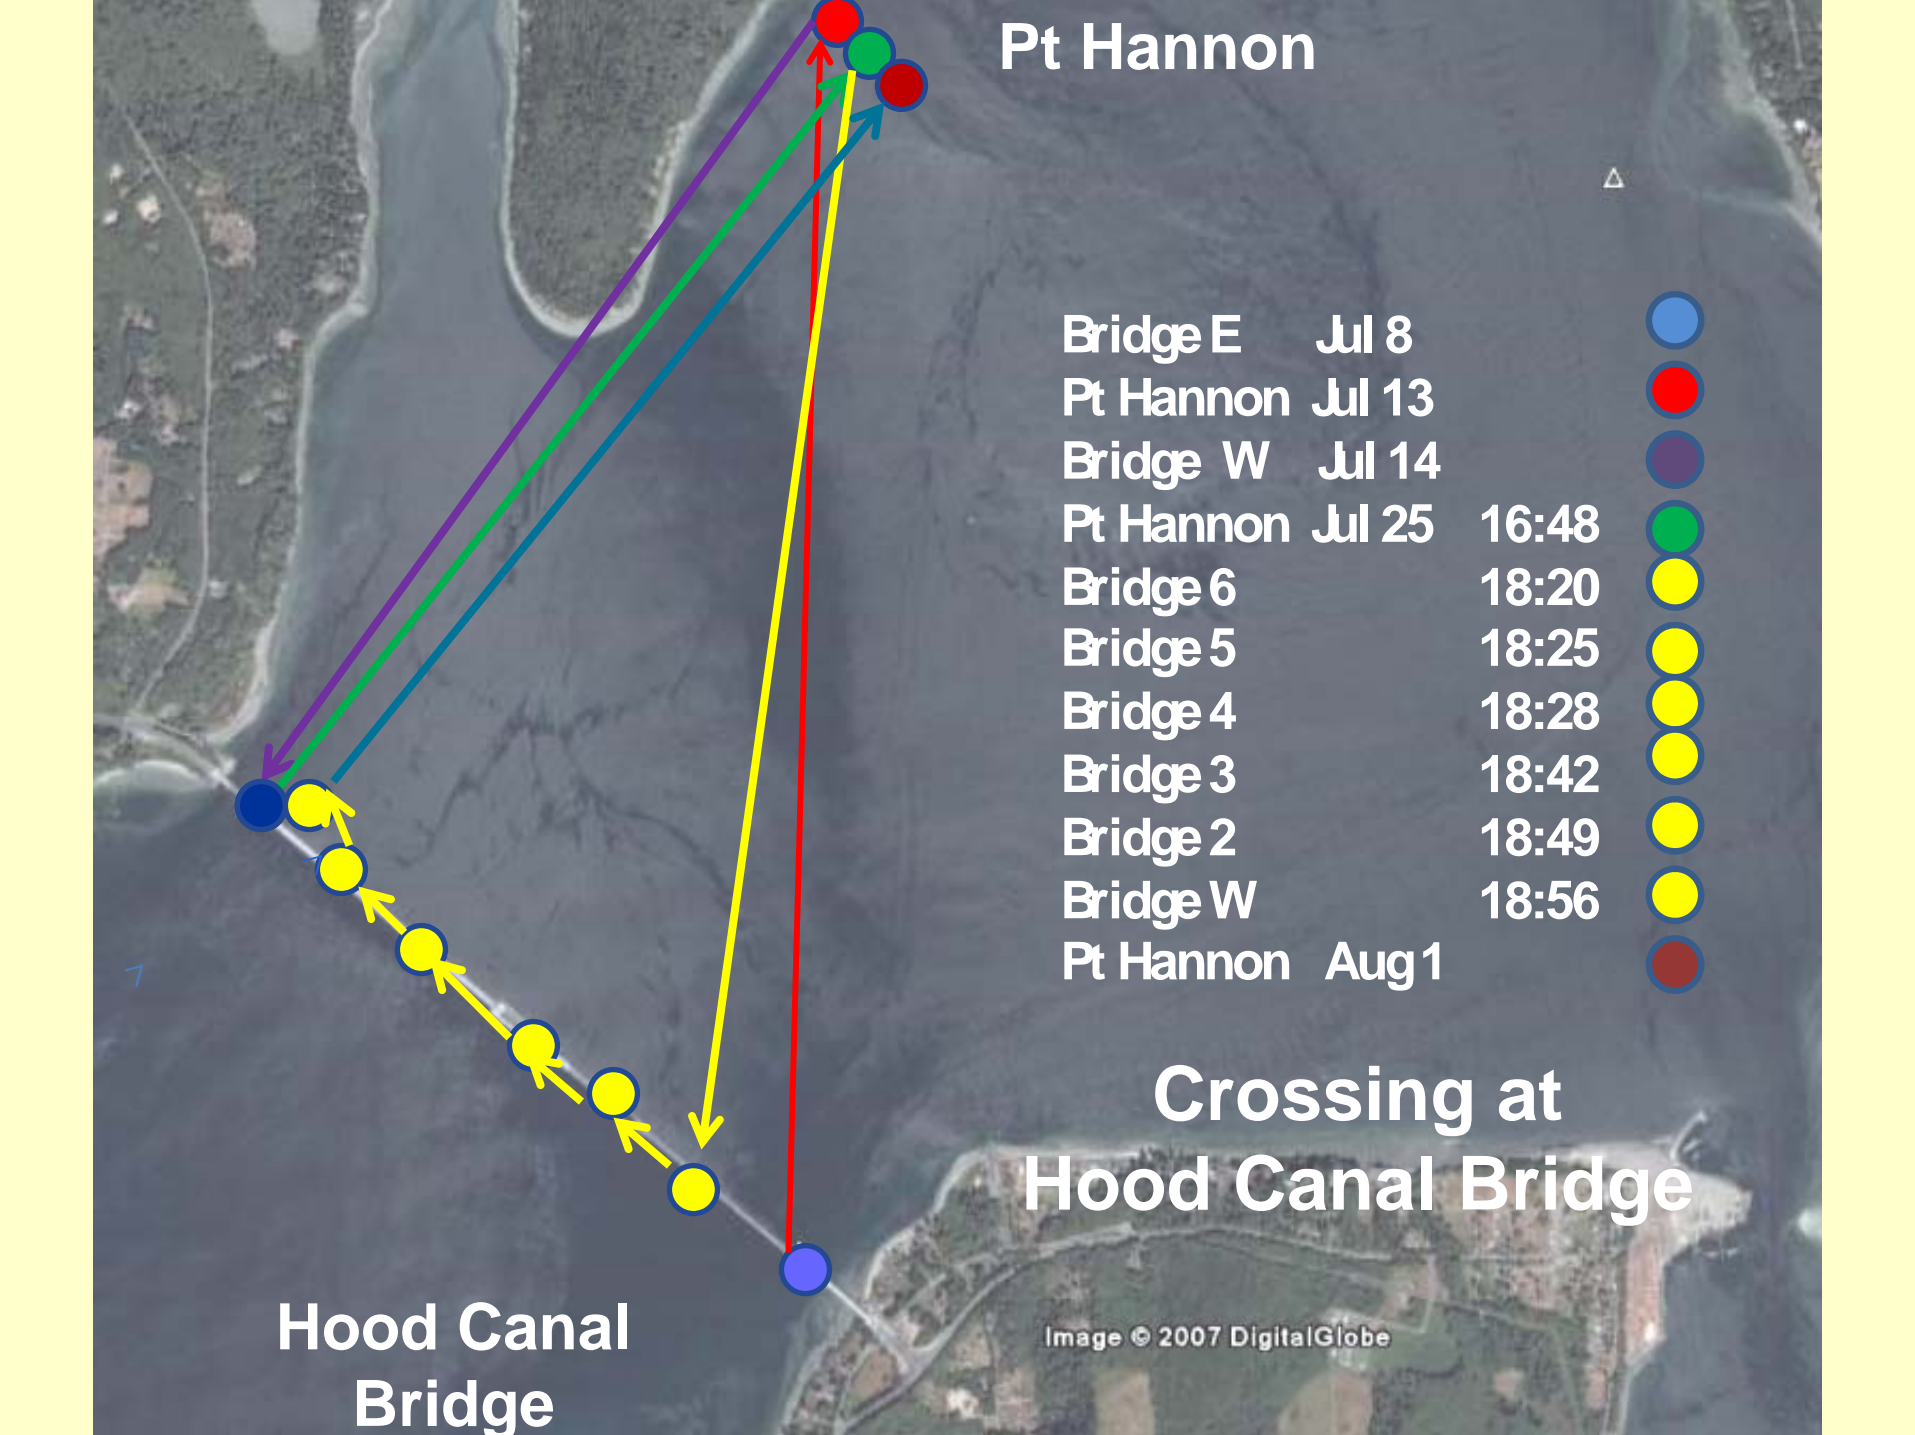 Pt Hannon
Bridge E Jul 8
Pt Hannon Jul 13
Bridge W Jul 14
Pt Hannon Jul 25 16:48
Bridge 6 18:20
Bridge 5 18:25
Bridge 4 18:28
Bridge 3 18:42
Bridge 2 18:49
Bridge W 18:56
Pt Hannon Aug 1
Crossing at
Hood Canal Bridge
Hood Canal
Bridge
Image © 2007 DigitalGlobe